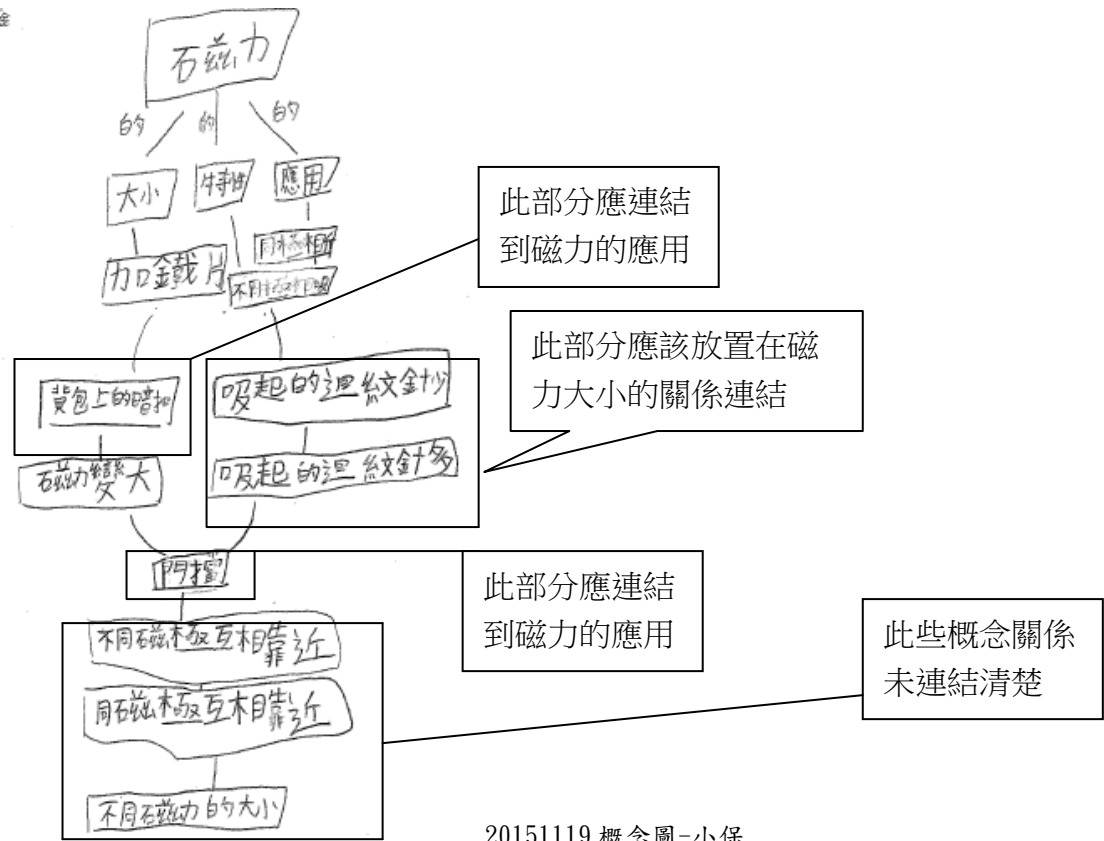 磁力
的 的 的
大小 特性 應用
此部分應連結
到磁力的應用
加鐵片
同極相斥
不同極相吸
此部分應該放置在磁
力大小的關係連結
背包上的暗扣
吸起的迴紋針少
磁力變大
吸起的迴紋針多
門擋
此部分應連結
到磁力的應用
此些概念關係
未連結清楚
不同磁極互相靠近
同磁極互相靠近
不同磁力的大小
20151119 概念圖-小保